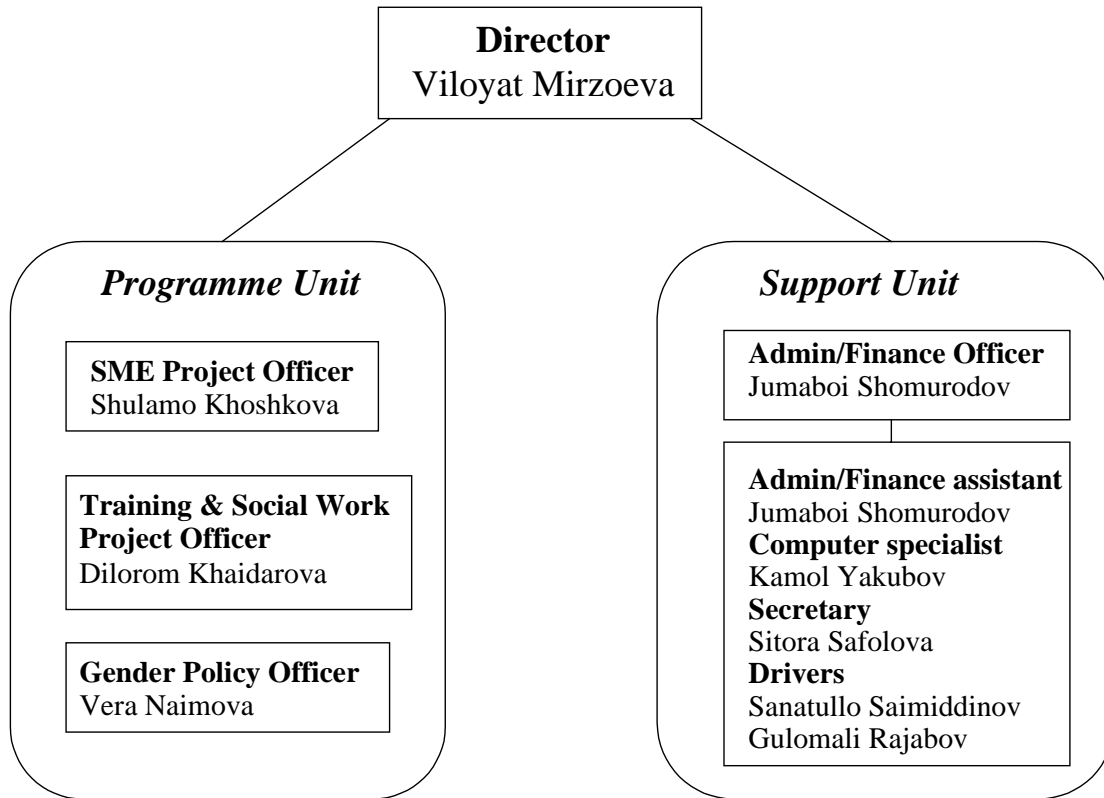 Director
Viloyat Mirzoeva
Programme Unit
SME Project Officer
Shulamo Khoshkova
Training & Social Work
Project Officer
Dilorom Khaidarova
Gender Policy Officer
Vera Naimova
Support Unit
Admin/Finance Officer
Jumaboi Shomurodov
Admin/Finance assistant
Jumaboi Shomurodov
Computer specialist
Kamol Yakubov
Secretary
Sitora Safolova
Drivers
Sanatullo Saimiddinov
Gulomali Rajabov